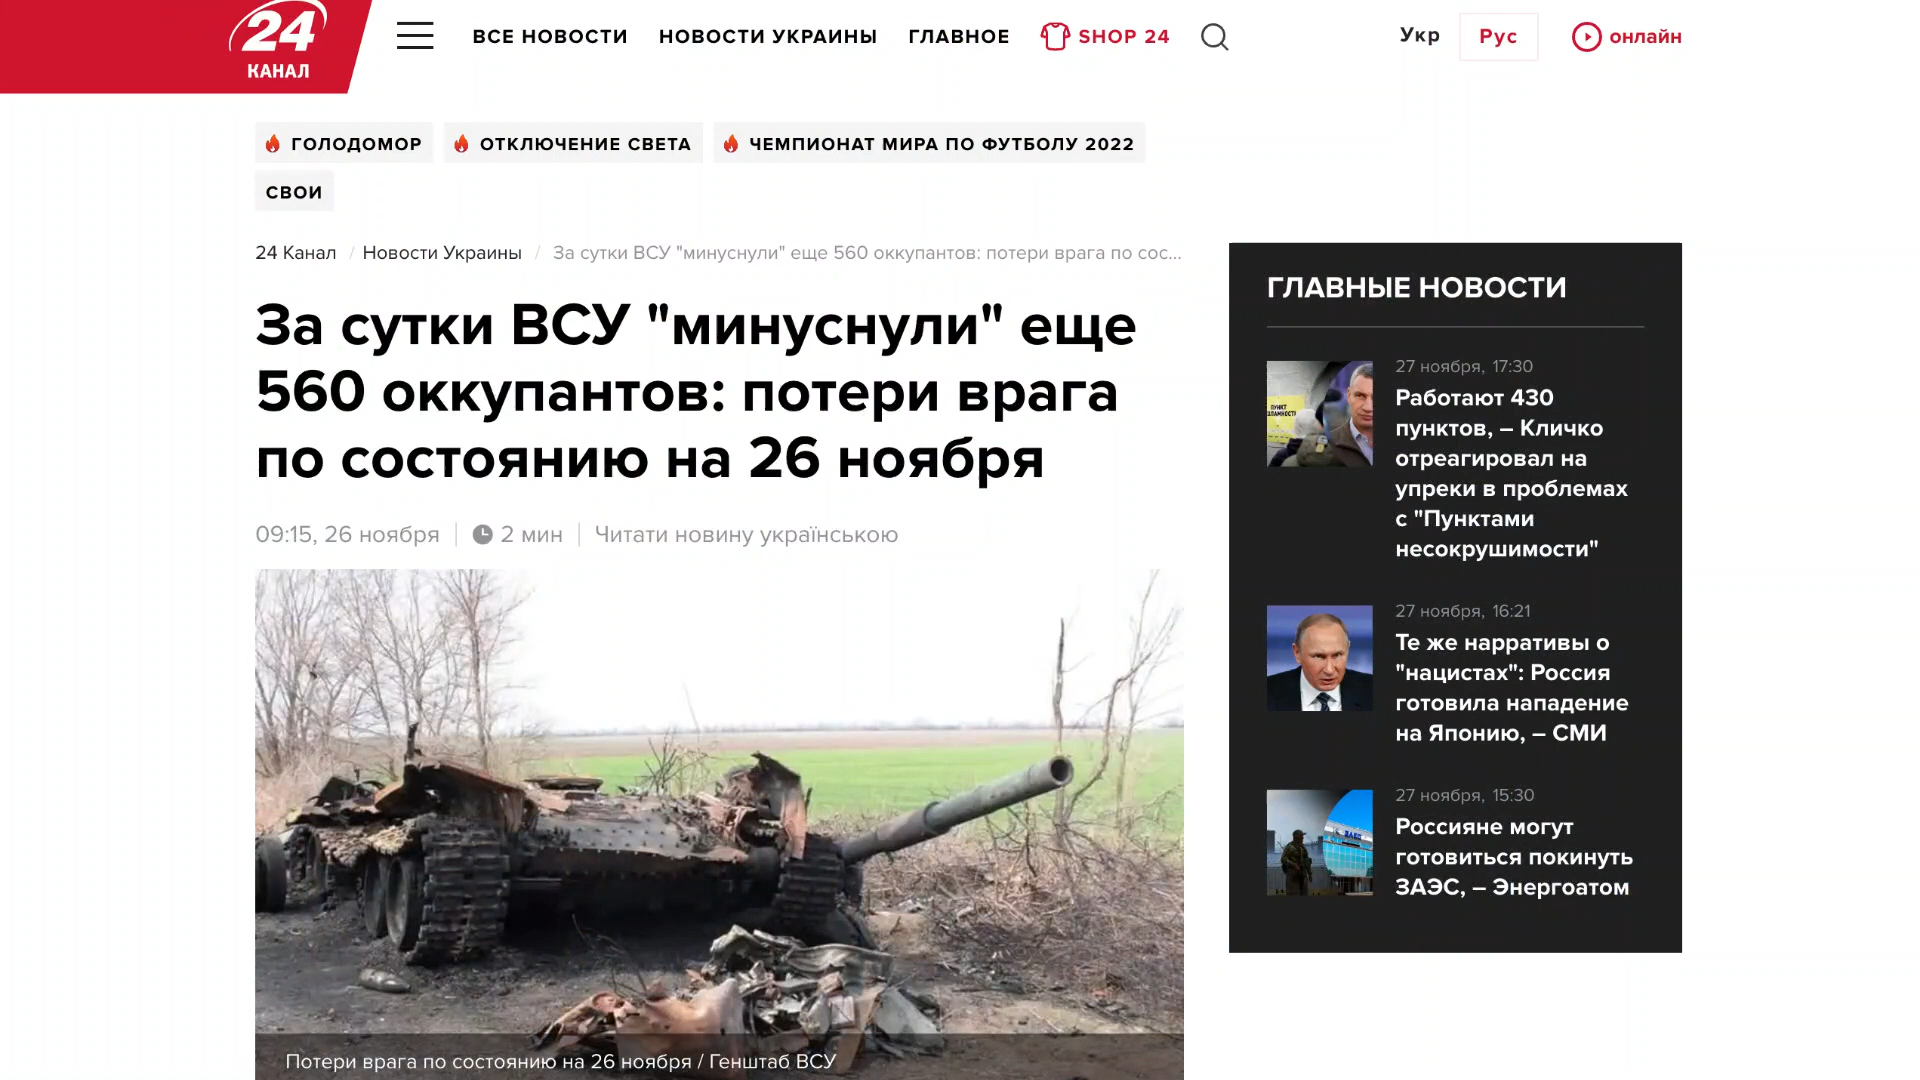 24
КАНАЛ
ВСЕ НОВОСТИ
НОВОСТИ УКРАИНЫ
ГЛАВНОЕ
SHOP 24
Укр
Рус
онлайн
ГОЛОДОМОР
ОТКЛЮЧЕНИЕ СВЕТА
ЧЕМПИОНАТ МИРА ПО ФУТБОЛУ 2022
СВОИ
24 Канал / Новости Украины / За сутки ВСУ "минуснули" еще 560 оккупантов: потери врага по сос...
За сутки ВСУ "минуснули" еще
560 оккупантов: потери врага
по состоянию на 26 ноября
09:15, 26 ноября
2 мин
Читати новину українською
Потери врага по состоянию на 26 ноября / Генштаб ВСУ
ГЛАВНЫЕ НОВОСТИ
27 ноября, 17:30
Работают 430
пунктов, – Кличко
отреагировал на
упреки в проблемах
с "Пунктами
несокрушимости"
27 ноября, 16:21
Те же нарративы о
"нацистах": Россия
готовила нападение
на Японию, – СМИ
27 ноября, 15:30
Россияне могут
готовиться покинуть
ЗАЭС, – Энергоатом